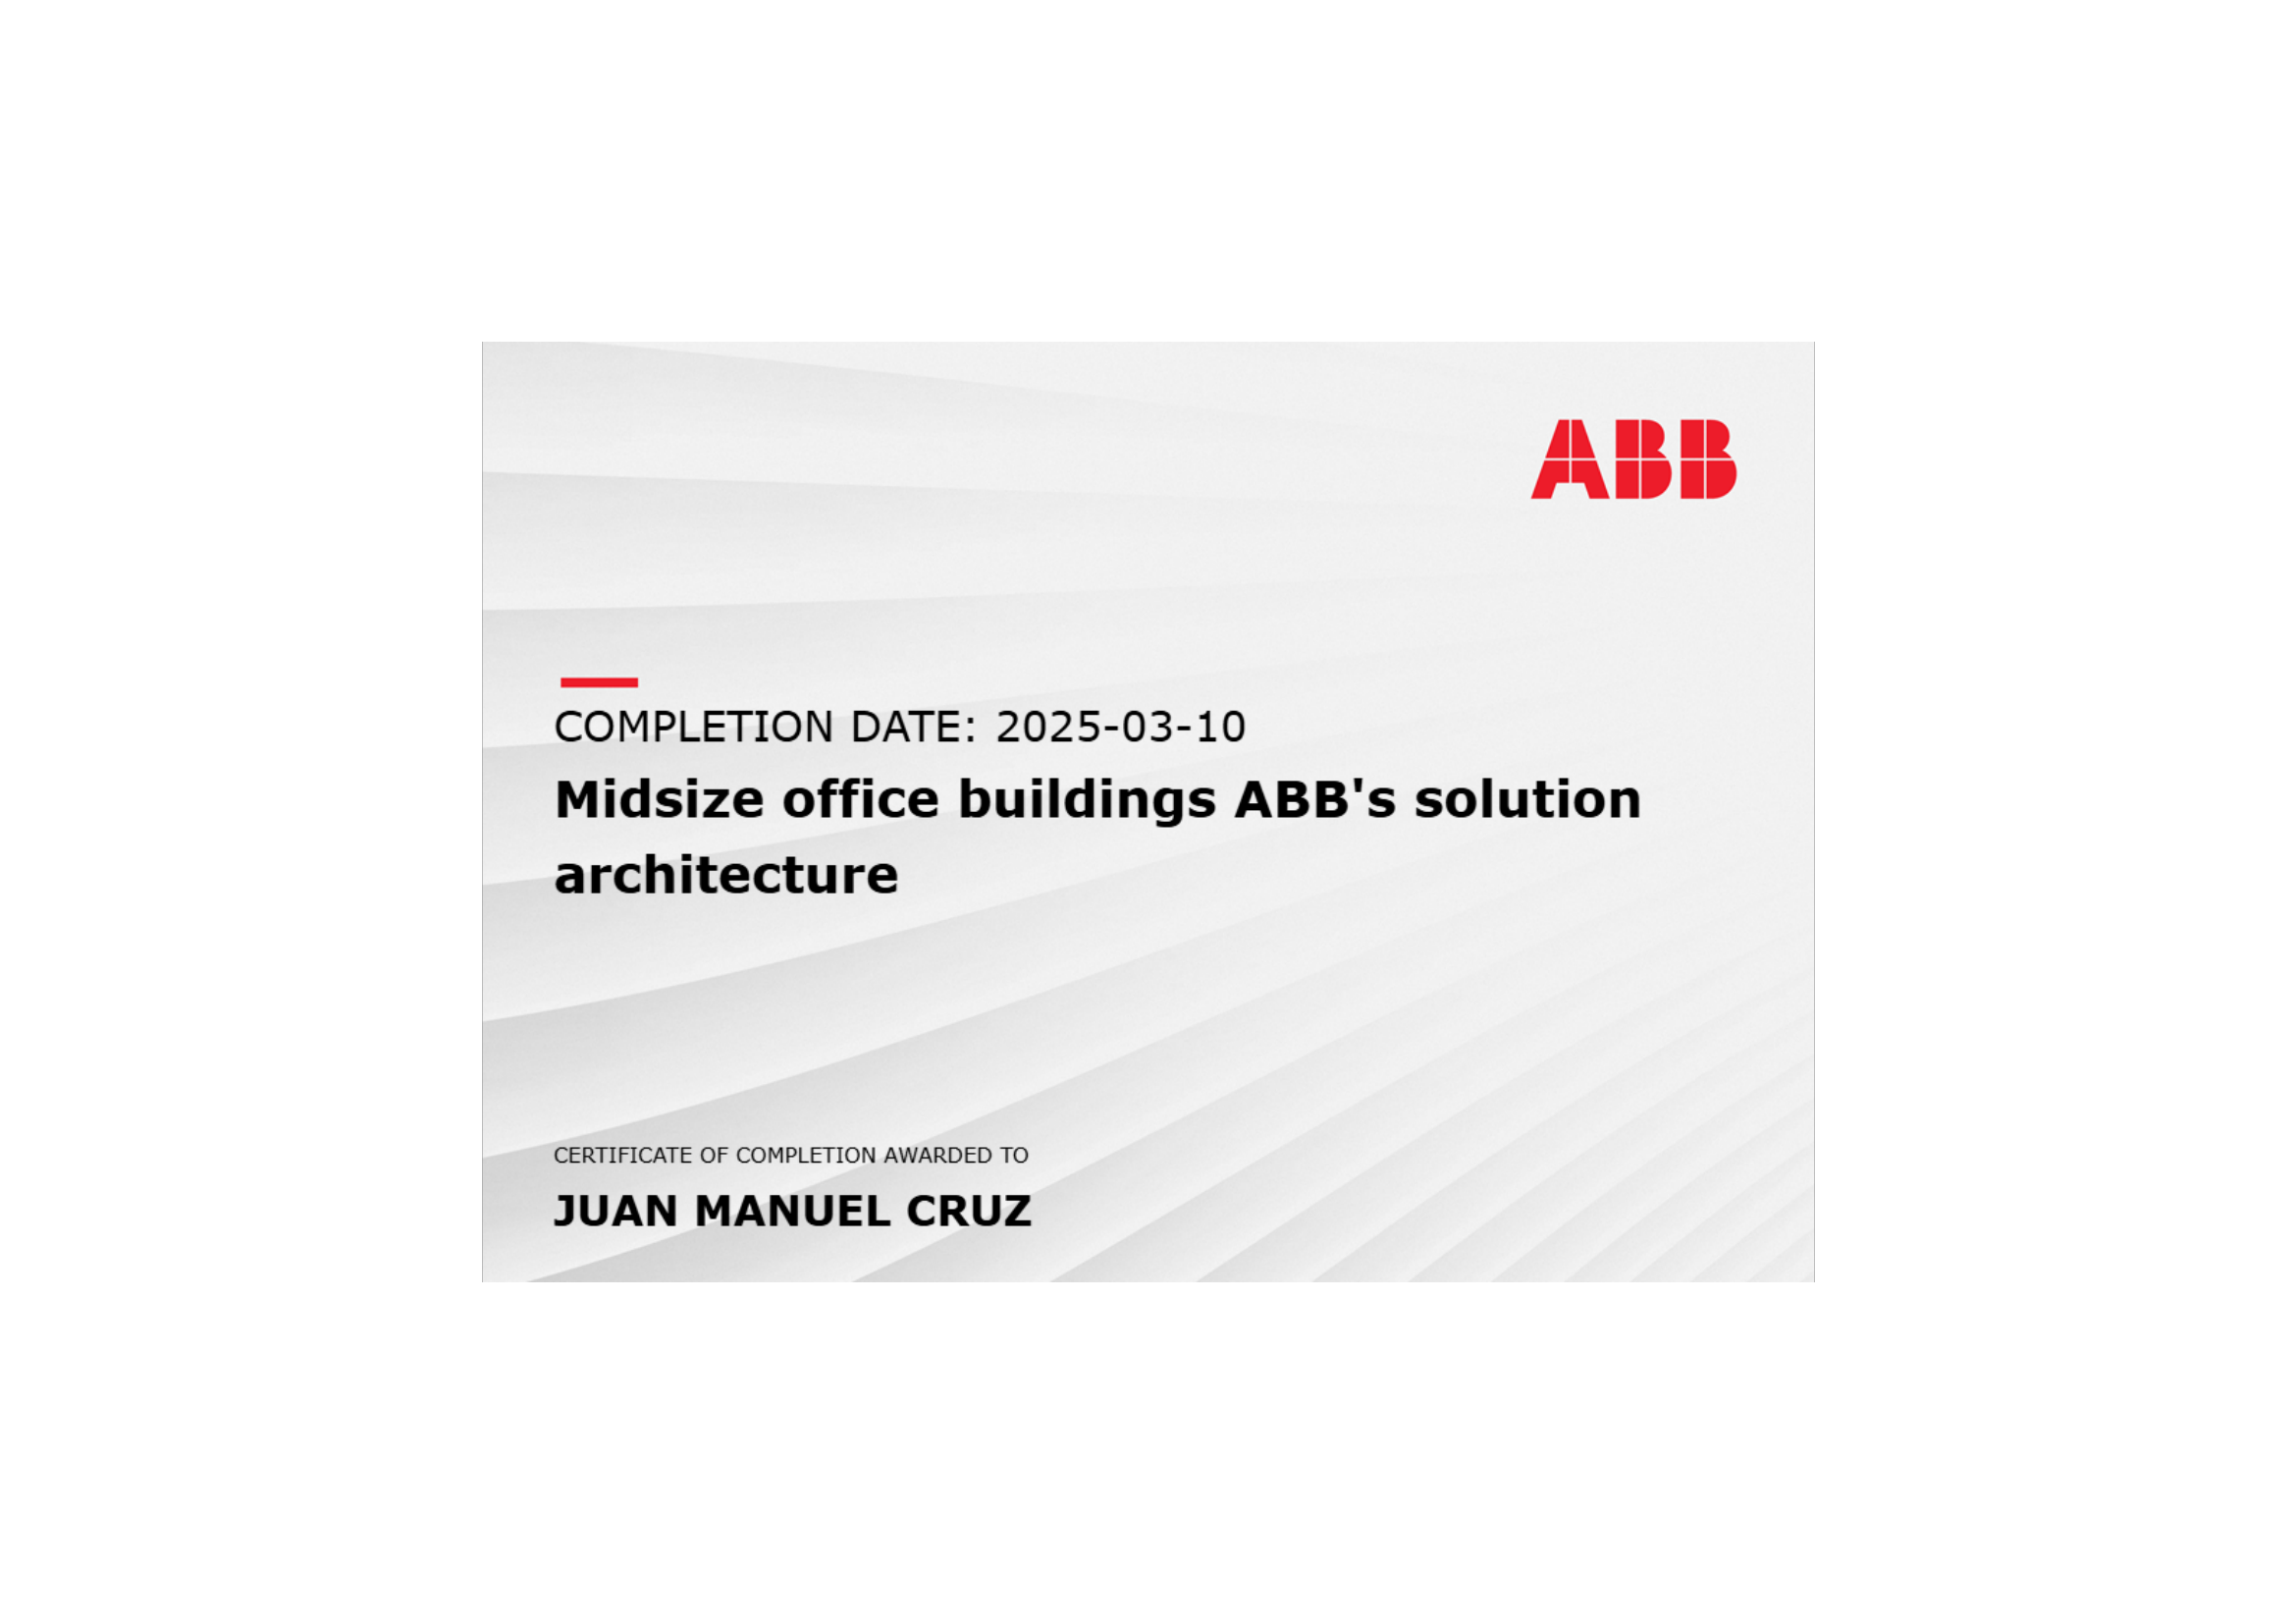 ABB
COMPLETION DATE: 2025-03-10
Midsize office buildings ABB's solution
architecture
CERTIFICATE OF COMPLETION AWARDED TO
JUAN MANUEL CRUZ